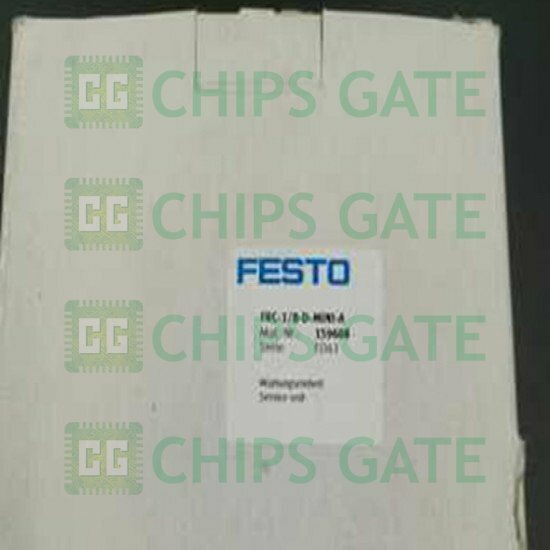 CG CHIPS GATE
CG CHIPS GATE
FESTO
FRC-1/8-D-MINI-A
Mat. Nr. 159608
Serie
CG CHIPS GATE
Wartungseinheit
Service unit
CG CHIPS GATE